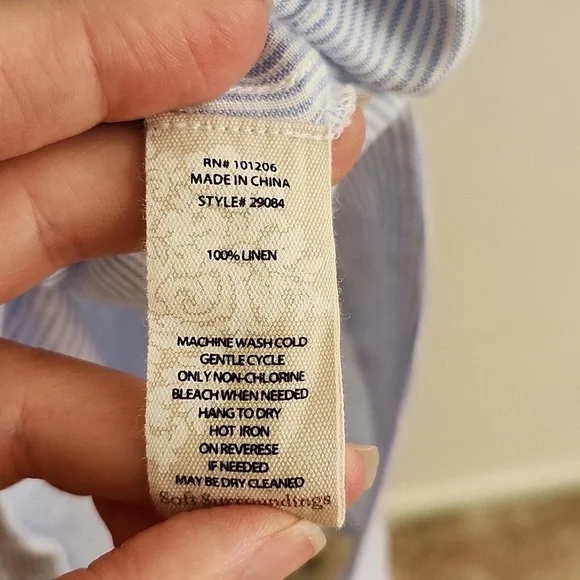 RN# 101206
MADE IN CHINA
STYLE# 29084
100% LINEN
MACHINE WASH COLD
GENTLE CYCLE
ONLY NON-CHLORINE
BLEACH WHEN NEEDED
HANG TO DRY
HOT IRON
ON REVERESE
IF NEEDED
MAY BE DRY CLEANED
Soft Surroundings